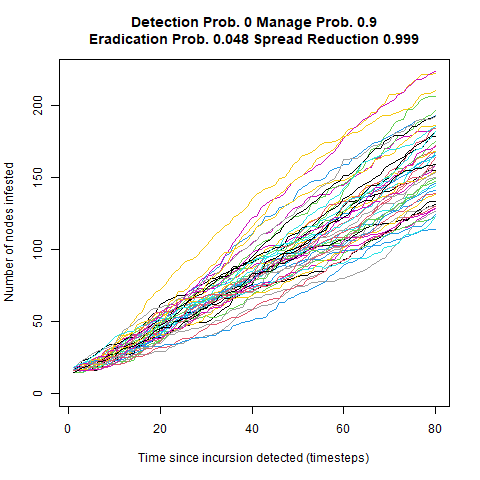 Detection Prob. 0 Manage Prob. 0.9
Eradication Prob. 0.048 Spread Reduction 0.999
Number of nodes infested
200
150
100
50
0
0 20 40 60 80
Time since incursion detected (timesteps)